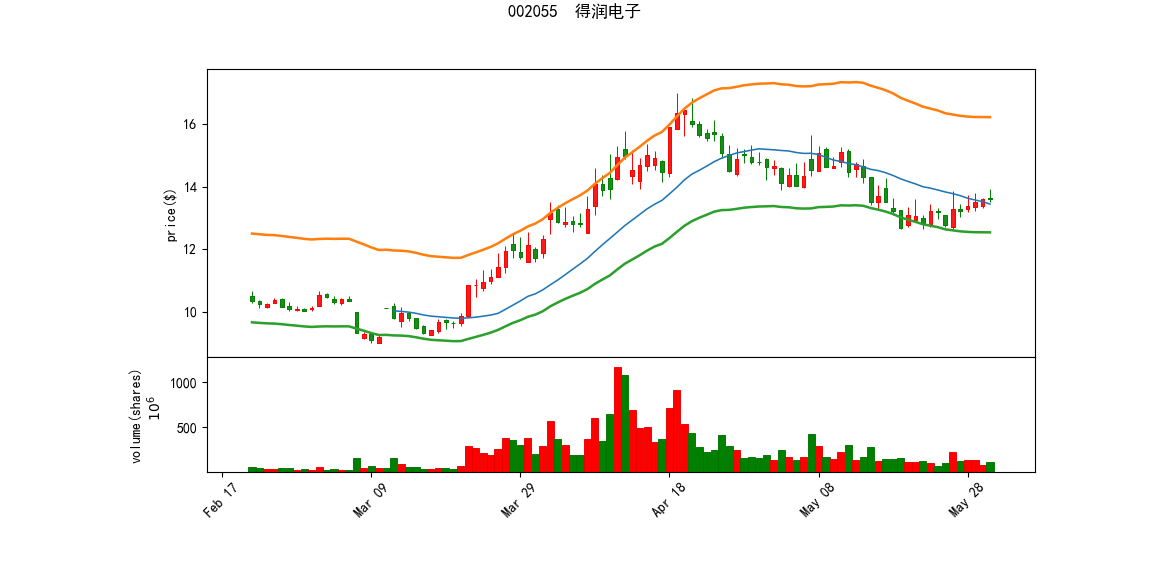 002055  得润电子
price($)
16
14
12
10
volume(shares)
10^6
1000
500
Feb 17
Mar 09
Mar 29
Apr 18
May 08
May 28